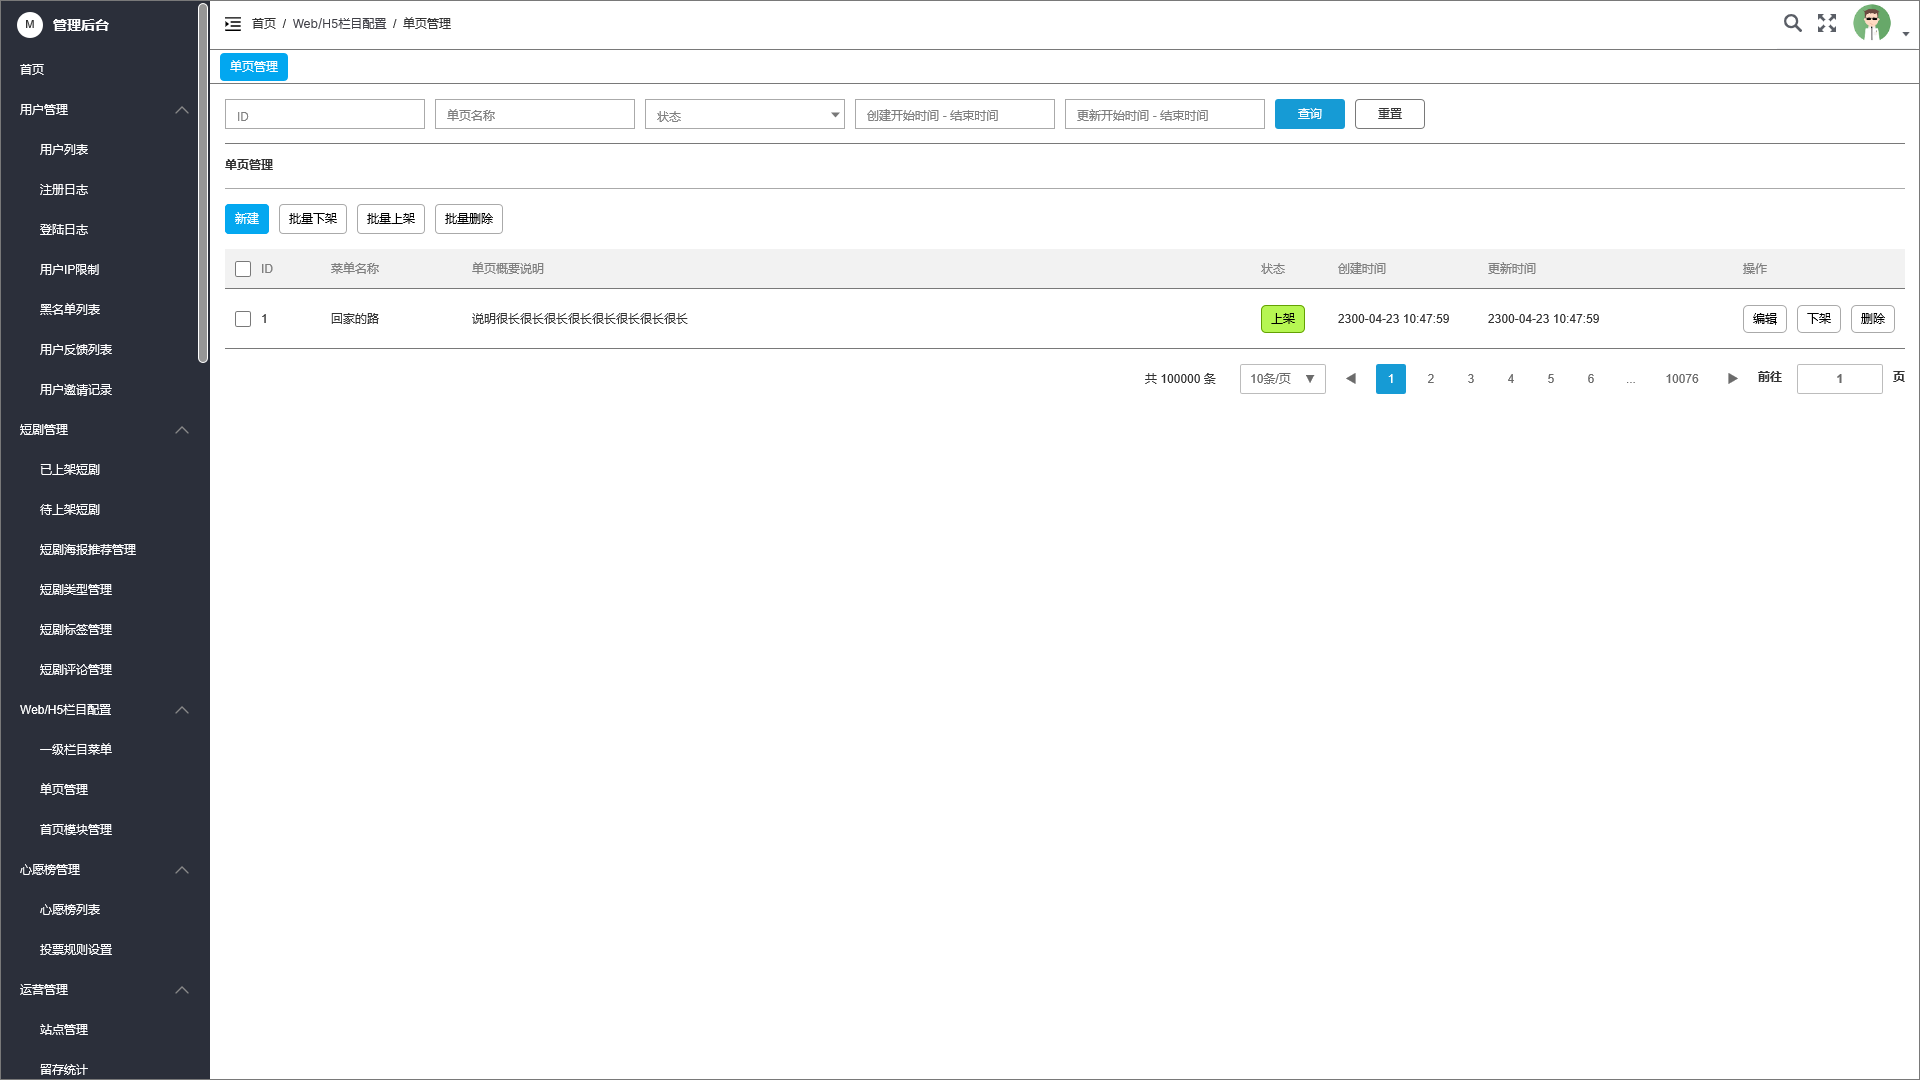 M 管理后台
首页
用户管理
用户列表
注册日志
登陆日志
用户IP限制
黑名单列表
用户反馈列表
用户邀请记录
短剧管理
已上架短剧
待上架短剧
短剧海报推荐管理
短剧类型管理
短剧标签管理
短剧评论管理
Web/H5栏目配置
一级栏目菜单
单页管理
首页模块管理
心愿榜管理
心愿榜列表
投票规则设置
运营管理
站点管理
留存统计
首页 / Web/H5栏目配置 / 单页管理
单页管理
ID 单页名称 状态 创建开始时间 - 结束时间 更新开始时间 - 结束时间 查询 重置
单页管理
新建 批量下架 批量上架 批量删除
ID 菜单名称 单页概要说明 状态 创建时间 更新时间 操作
1 回家的路 说明很长很长很长很长很长很长很长很长 上架 2300-04-23 10:47:59 2300-04-23 10:47:59 编辑 下架 删除
共 100000 条 10条/页 ▼ ◀ 1 2 3 4 5 6 ... 10076 ▶ 前往 1 页